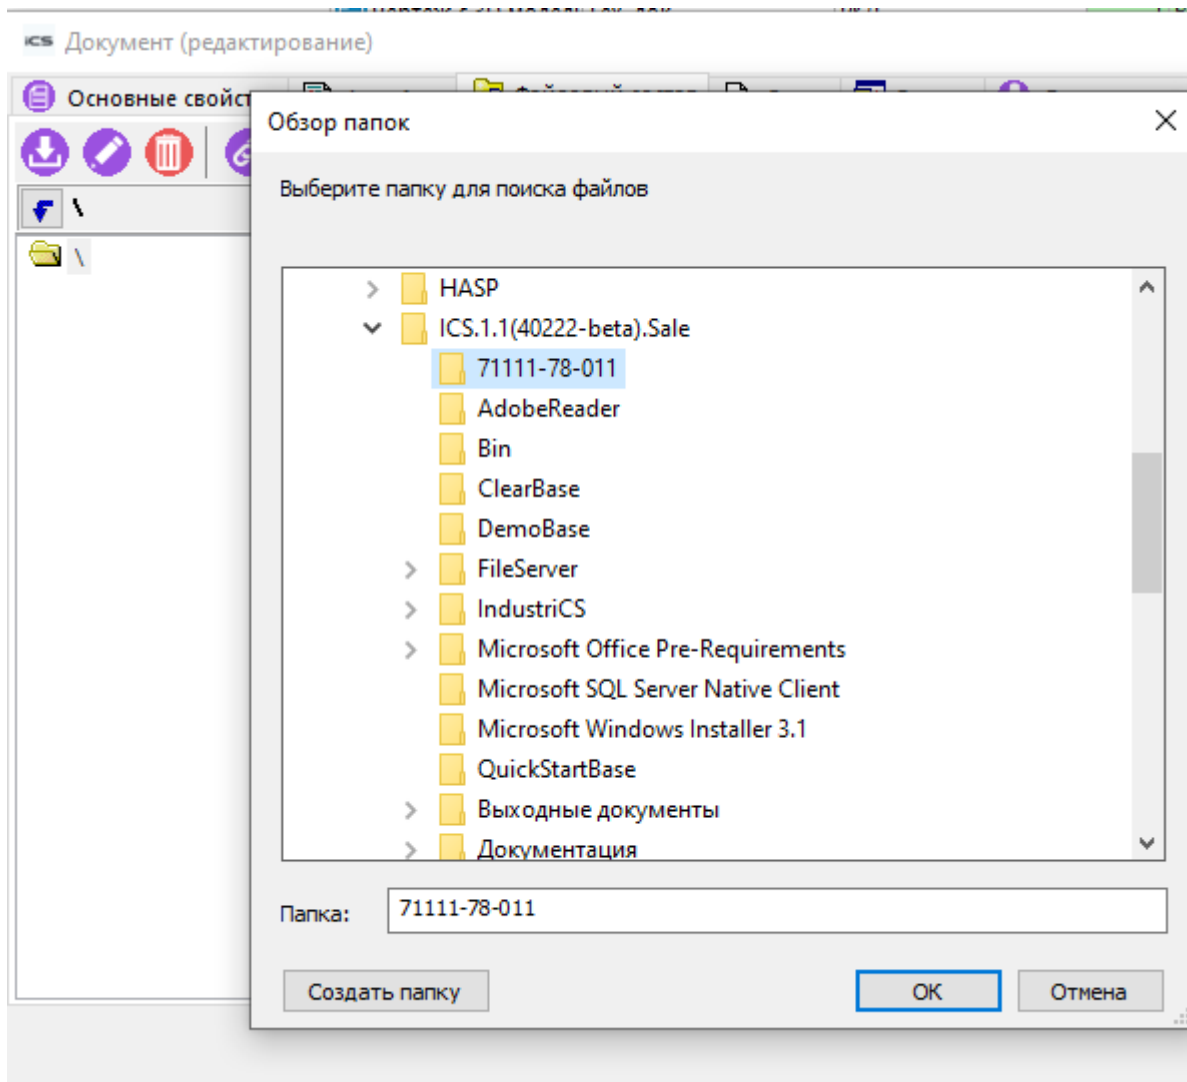 ICS Документ (редактирование)
Основные свойст
Обзор папок
Выберите папку для поиска файлов
\
\
HASP
ICS.1.1(40222-beta).Sale
71111-78-011
AdobeReader
Bin
ClearBase
DemoBase
FileServer
IndustriCS
Microsoft Office Pre-Requirements
Microsoft SQL Server Native Client
Microsoft Windows Installer 3.1
QuickStartBase
Выходные документы
Документация
Папка: 71111-78-011
Создать папку OK Отмена